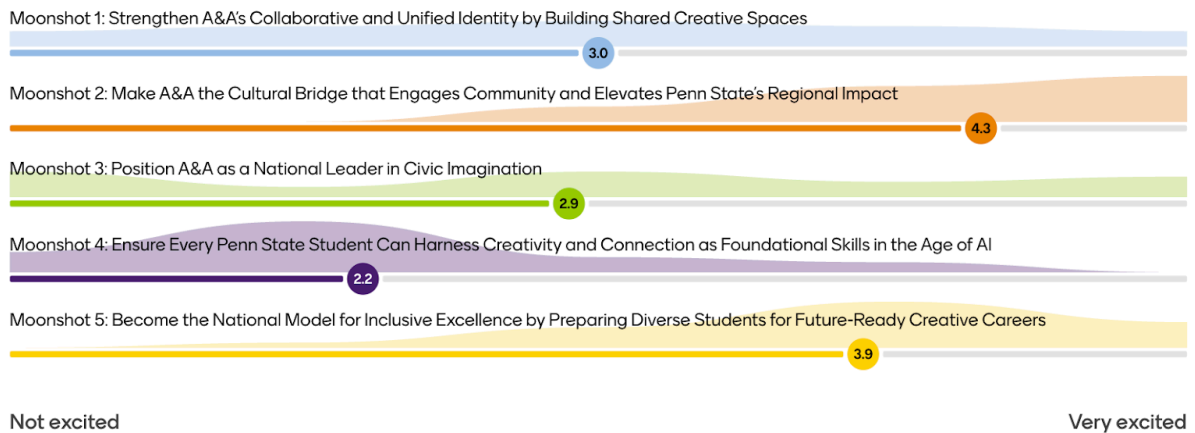 Moonshot 1: Strengthen A&A's Collaborative and Unified Identity by Building Shared Creative Spaces
3.0
Moonshot 2: Make A&A the Cultural Bridge that Engages Community and Elevates Penn State's Regional Impact
4.3
Moonshot 3: Position A&A as a National Leader in Civic Imagination
2.9
Moonshot 4: Ensure Every Penn State Student Can Harness Creativity and Connection as Foundational Skills in the Age of AI
2.2
Moonshot 5: Become the National Model for Inclusive Excellence by Preparing Diverse Students for Future-Ready Creative Careers
3.9
Not excited
Very excited